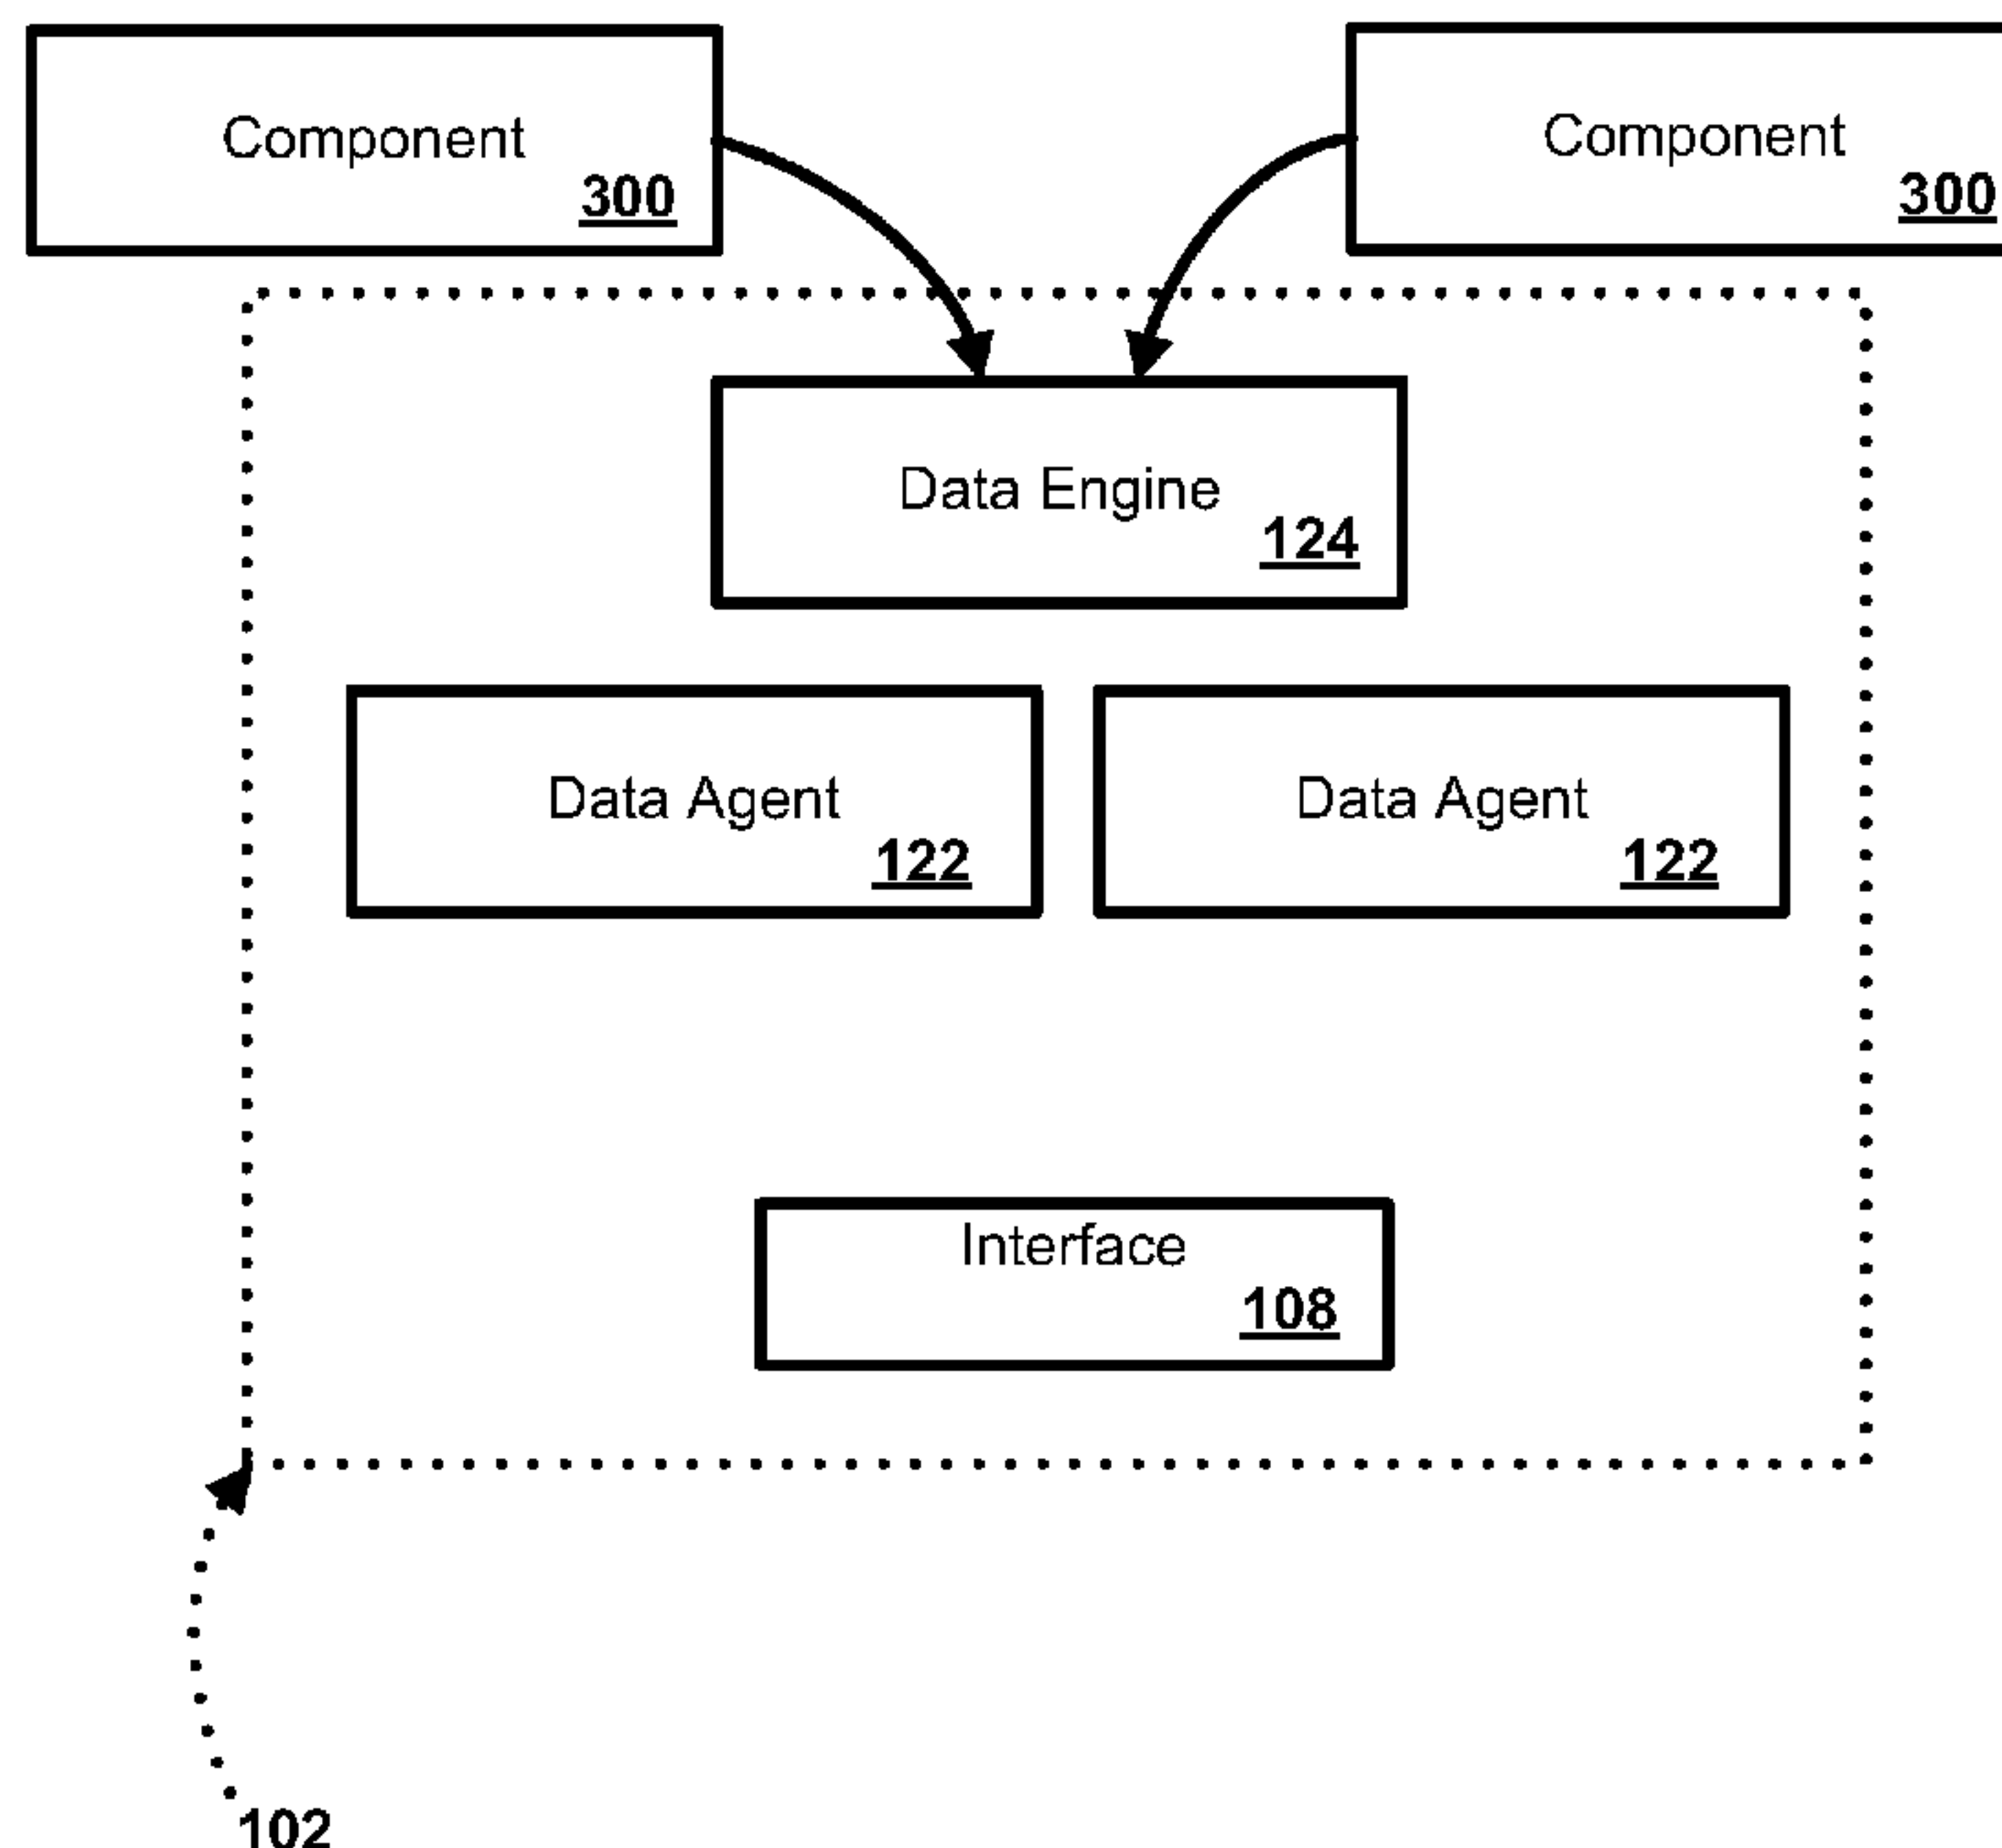 Component
300
Component
300
Data Engine
124
Data Agent
122
Data Agent
122
Interface
108
102